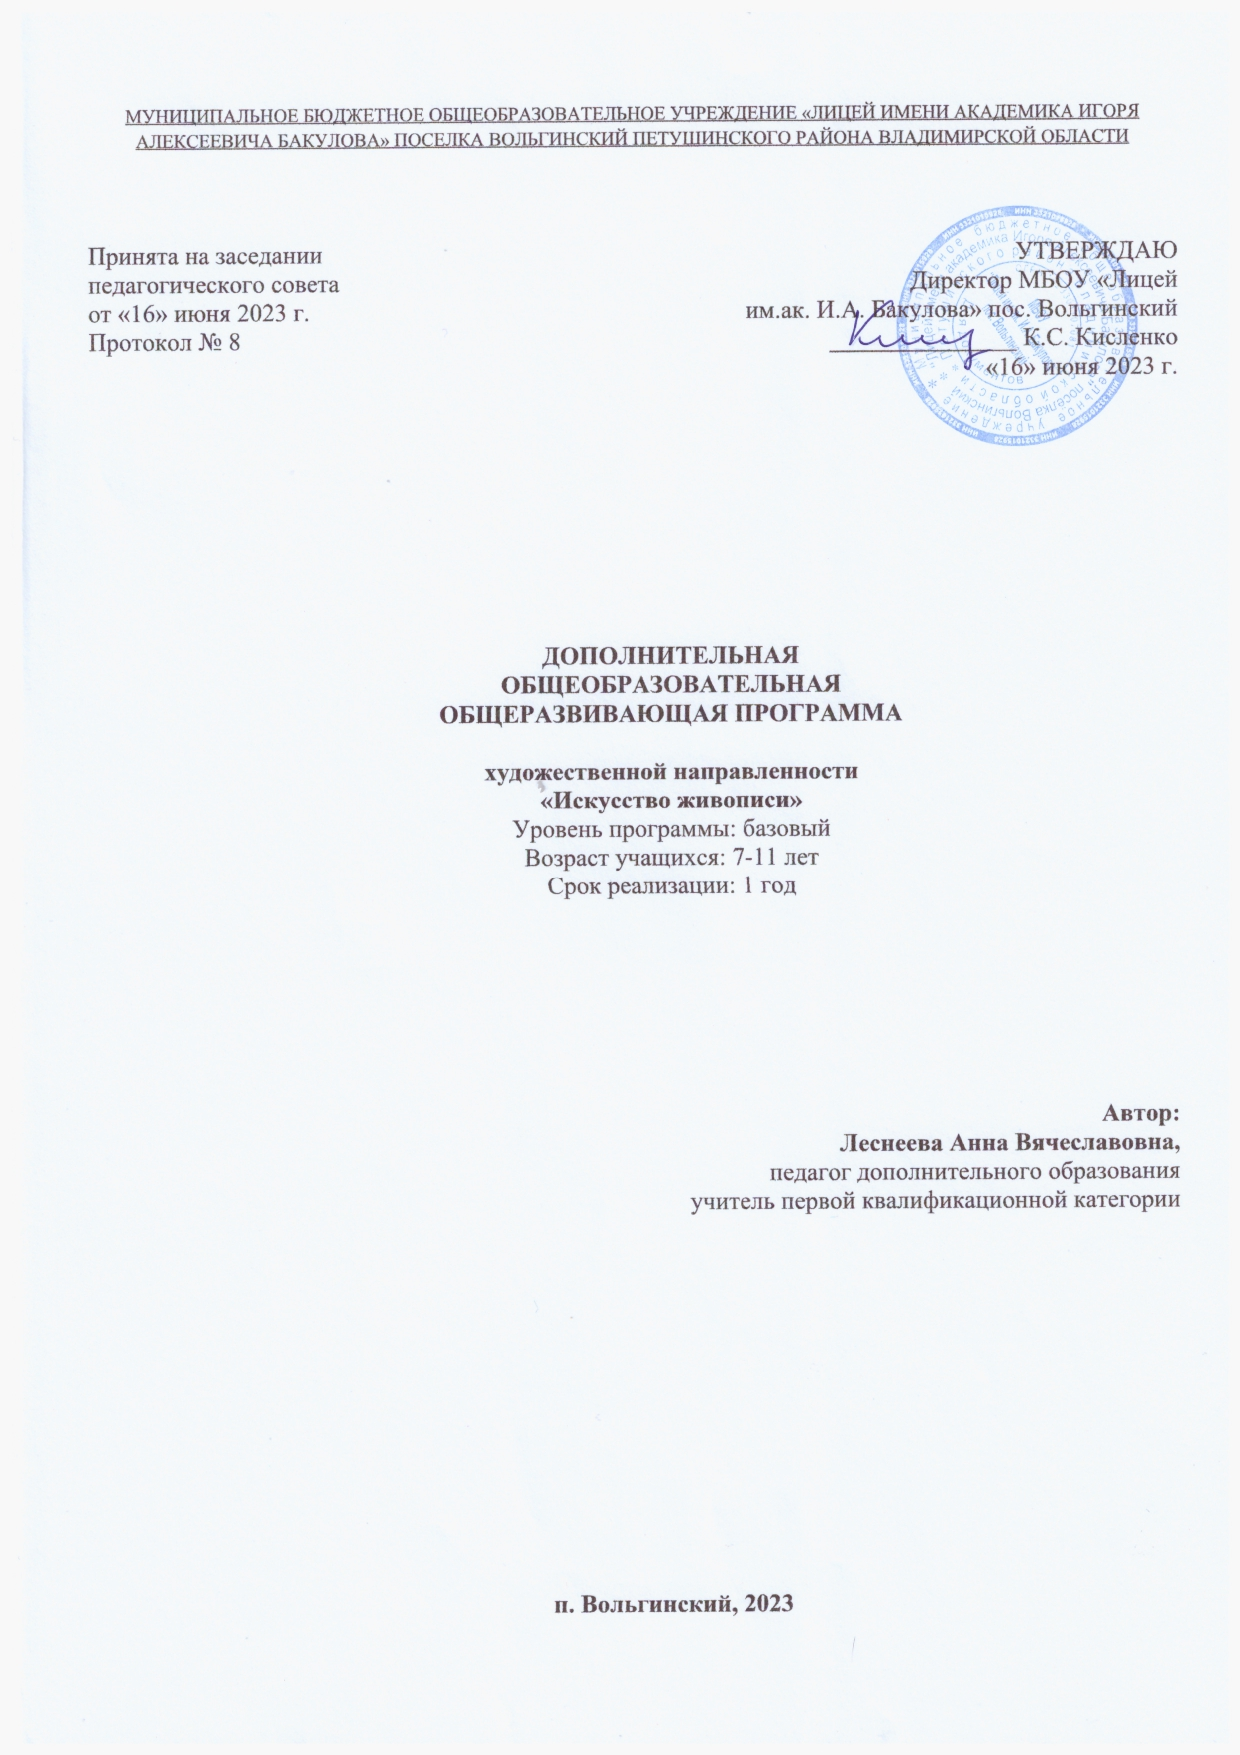 МУНИЦИПАЛЬНОЕ БЮДЖЕТНОЕ ОБЩЕОБРАЗОВАТЕЛЬНОЕ УЧРЕЖДЕНИЕ «ЛИЦЕЙ ИМЕНИ АКАДЕМИКА ИГОРЯ
АЛЕКСЕЕВИЧА БАКУЛОВА» ПОСЕЛКА ВОЛЬГИНСКИЙ ПЕТУШИНСКОГО РАЙОНА ВЛАДИМИРСКОЙ ОБЛАСТИ
Принята на заседании
педагогического совета
от «16» июня 2023 г.
Протокол № 8
УТВЕРЖДАЮ
Директор МБОУ «Лицей
им.ак. И.А. Бакулова» пос. Вольгинский
К.С. Кисленко
«16» июня 2023 г.
ДОПОЛНИТЕЛЬНАЯ
ОБЩЕОБРАЗОВАТЕЛЬНАЯ
ОБЩЕРАЗВИВАЮЩАЯ ПРОГРАММА
художественной направленности
«Искусство живописи»
Уровень программы: базовый
Возраст учащихся: 7-11 лет
Срок реализации: 1 год
Автор:
Леснеева Анна Вячеславовна,
педагог дополнительного образования
учитель первой квалификационной категории
п. Вольгинский, 2023